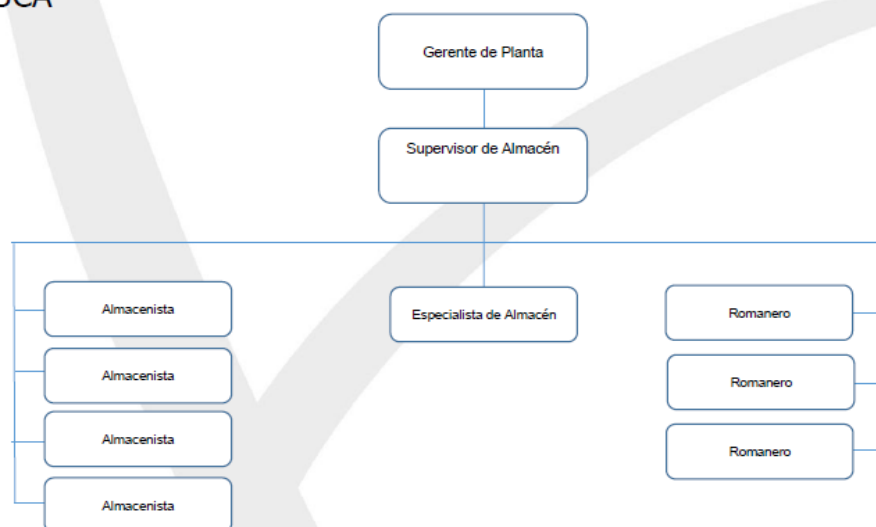 Gerente de Planta
Supervisor de Almacén
Almacenista
Almacenista
Almacenista
Almacenista
Especialista de Almacén
Romanero
Romanero
Romanero